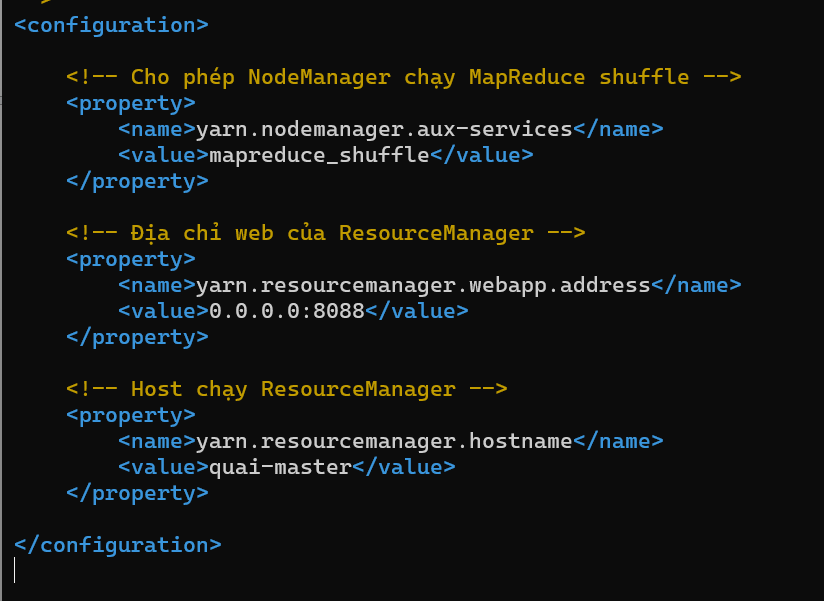 <configuration>
<!-- Cho phép NodeManager chạy MapReduce shuffle -->
<property>
<name>yarn.nodemanager.aux-services</name>
<value>mapreduce_shuffle</value>
</property>
<!-- Địa chỉ web của ResourceManager -->
<property>
<name>yarn.resourcemanager.webapp.address</name>
<value>0.0.0.0:8088</value>
</property>
<!-- Host chạy ResourceManager -->
<property>
<name>yarn.resourcemanager.hostname</name>
<value>quai-master</value>
</property>
</configuration>